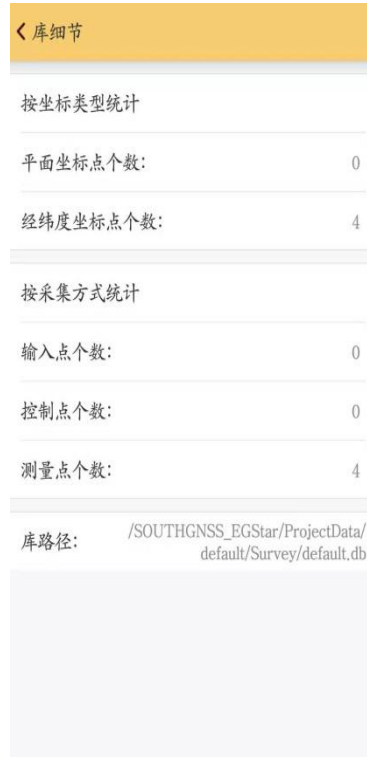 库细节
按坐标类型统计
平面坐标点个数: 0
经纬度坐标点个数: 4
按采集方式统计
输入点个数: 0
控制点个数: 0
测量点个数: 4
库路径: /SOUTHGNSS_EGStar/ProjectData/
default/Survey/default.db